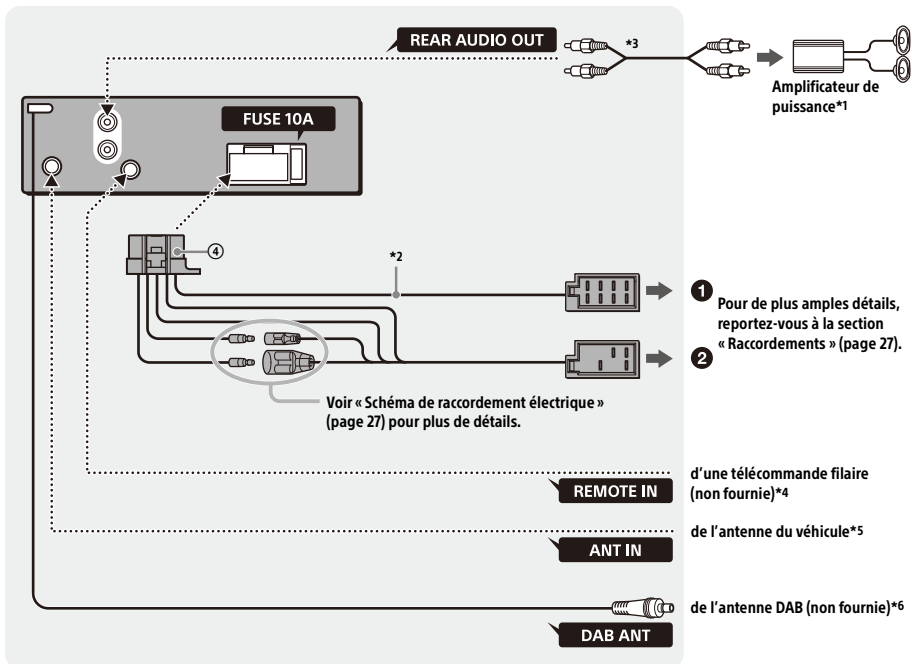 REAR AUDIO OUT
*3
Amplificateur de
puissance*1
FUSE 10A
④
*2
❶
Pour de plus amples détails,
reportez-vous à la section
« Raccordements » (page 27).
❷
Voir « Schéma de raccordement électrique »
(page 27) pour plus de détails.
d'une télécommande filaire
(non fournie)*4
REMOTE IN
de l'antenne du véhicule*5
ANT IN
de l'antenne DAB (non fournie)*6
DAB ANT